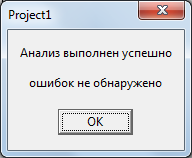 Project1
Анализ выполнен успешно
ошибок не обнаружено
OK